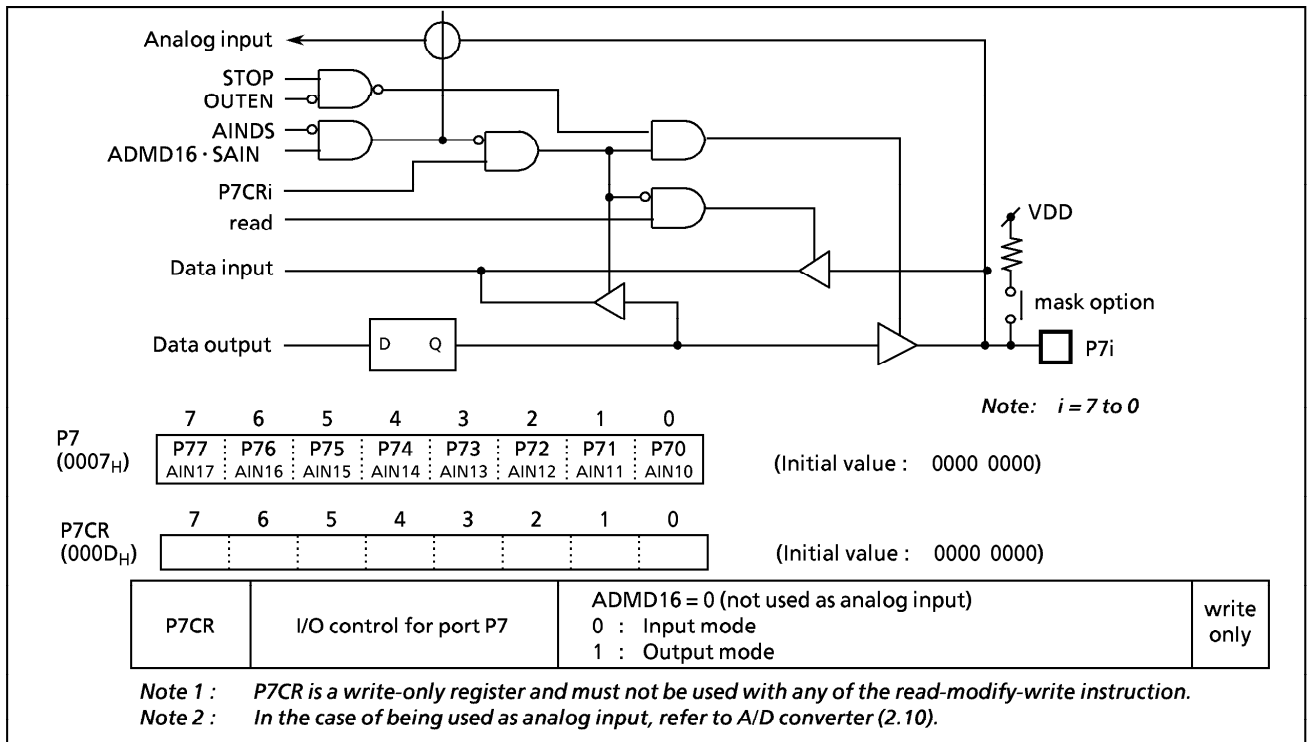 Analog input
STOP
OUTEN
AINDS
ADMD16 · SAIN
P7CRi
read
VDD
Data input
mask option
Data output
D Q
P7i
Note: i = 7 to 0
7 6 5 4 3 2 1 0
P7
(0007H)
P77 P76 P75 P74 P73 P72 P71 P70
AIN17 AIN16 AIN15 AIN14 AIN13 AIN12 AIN11 AIN10
(Initial value : 0000 0000)
7 6 5 4 3 2 1 0
P7CR
(000DH)
(Initial value : 0000 0000)
P7CR
I/O control for port P7
ADMD16 = 0 (not used as analog input)
0 : Input mode
1 : Output mode
write
only
Note 1 : P7CR is a write-only register and must not be used with any of the read-modify-write instruction.
Note 2 : In the case of being used as analog input, refer to A/D converter (2.10).